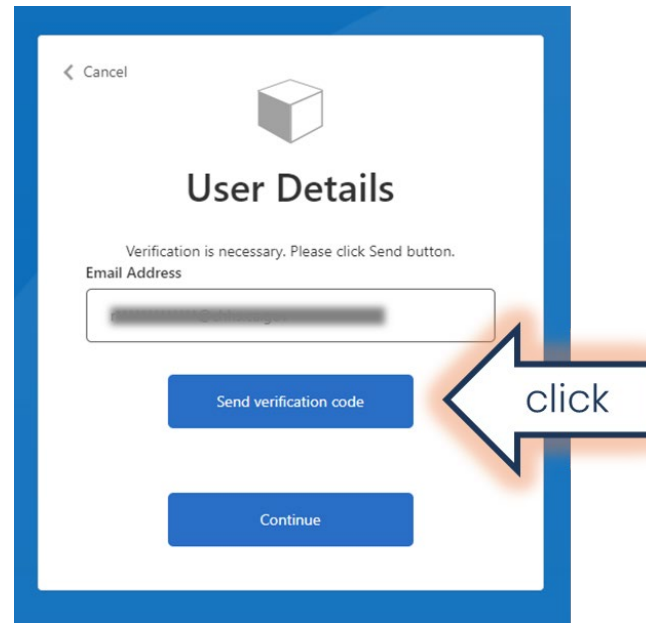 Cancel
User Details
Verification is necessary. Please click Send button.
Email Address
Send verification code
click
Continue